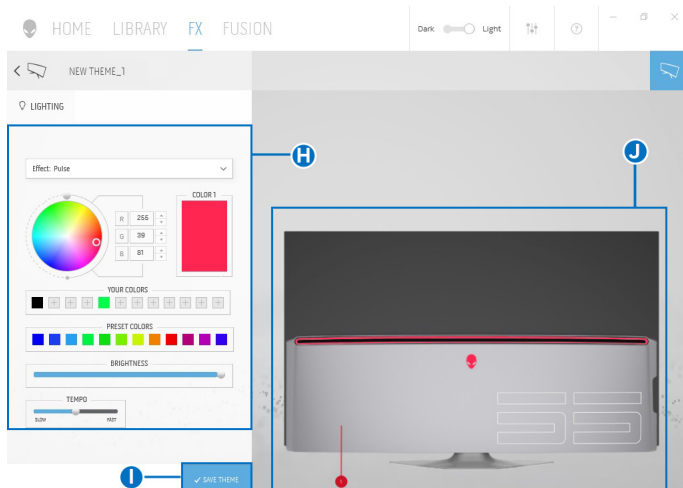 HOME LIBRARY FX FUSION Dark Light ?
NEW THEME_1
LIGHTING
H
J
Effect: Pulse
COLOR 1
R 255
G 39
B 81
YOUR COLORS
PRESET COLORS
BRIGHTNESS
TEMPO
SLOW FAST
55
1
I
SAVE THEME